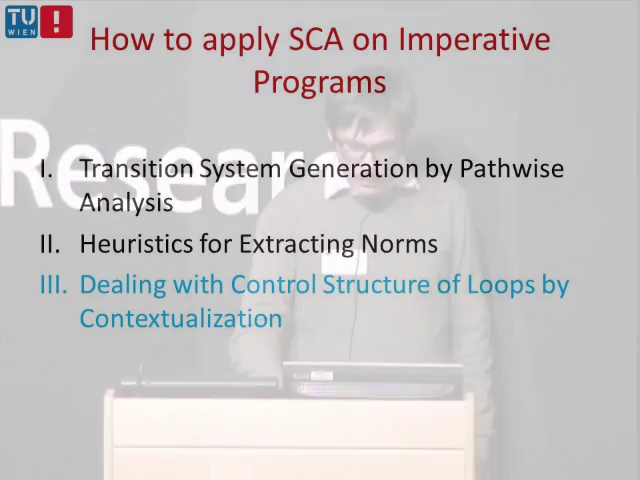 TU
WIEN
!
How to apply SCA on Imperative
Programs
Research
I. Transition System Generation by Pathwise
Analysis
II. Heuristics for Extracting Norms
III. Dealing with Control Structure of Loops by
Contextualization